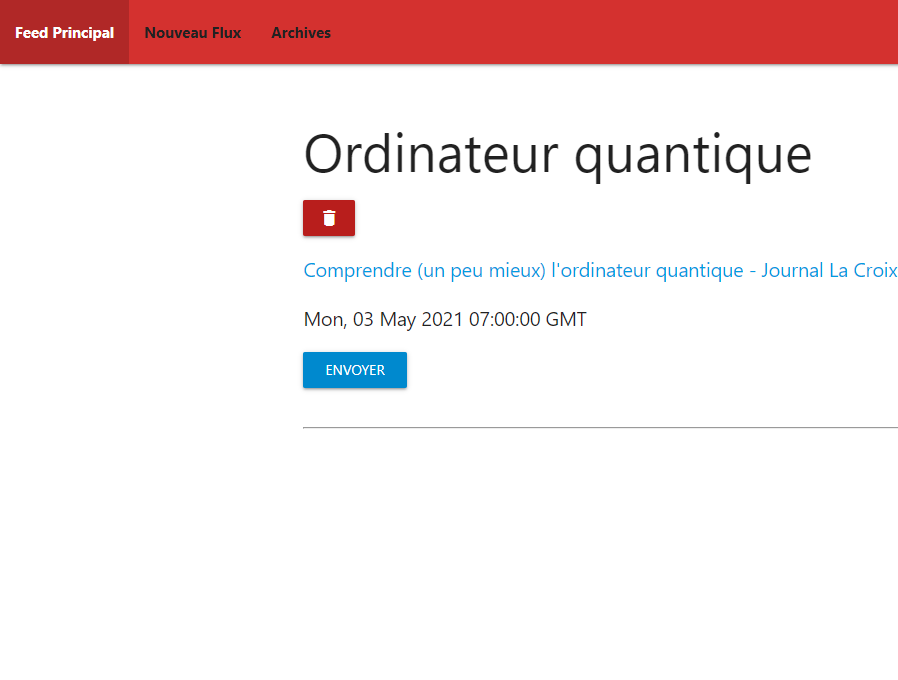 Feed Principal Nouveau Flux Archives
Ordinateur quantique
Comprendre (un peu mieux) l'ordinateur quantique - Journal La Croix
Mon, 03 May 2021 07:00:00 GMT
ENVOYER